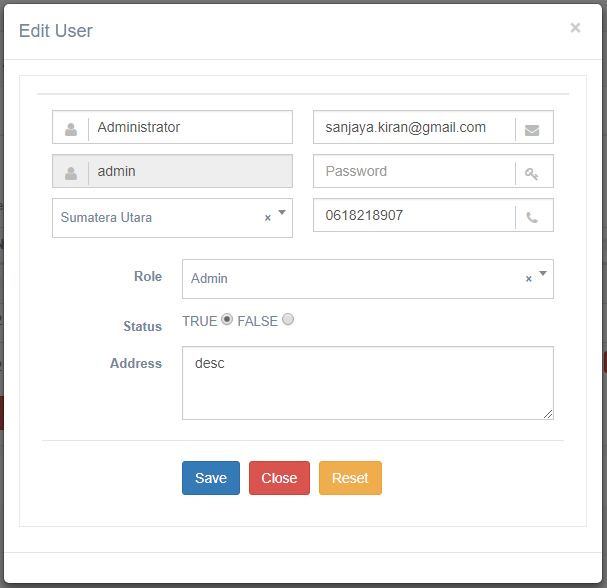 Edit User ×
Administrator sanjaya.kiran@gmail.com
admin Password
Sumatera Utara × 0618218907
Role Admin ×
Status TRUE FALSE
Address desc
Save Close Reset